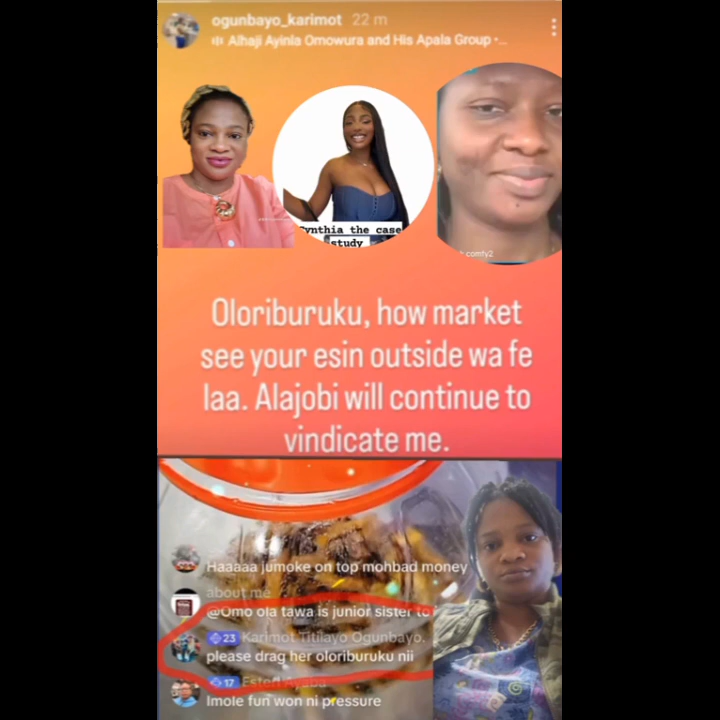 ogunbayo_karimot 22 m
Alhaji Ayinla Omowura and His Apala Group •...
Cynthia the case
study
comfy2
Oloriburuku, how market
see your esin outside wa fe
laa. Alajobi will continue to
vindicate me.
Haaaaa jumoke on top mohbad money
about me
@Omo ola tawa is junior sister to
23 Karimot Titilayo Ogunbayo.
please drag her oloriburuku nii
17 Esteri Ayaba
Imole fun won ni pressure